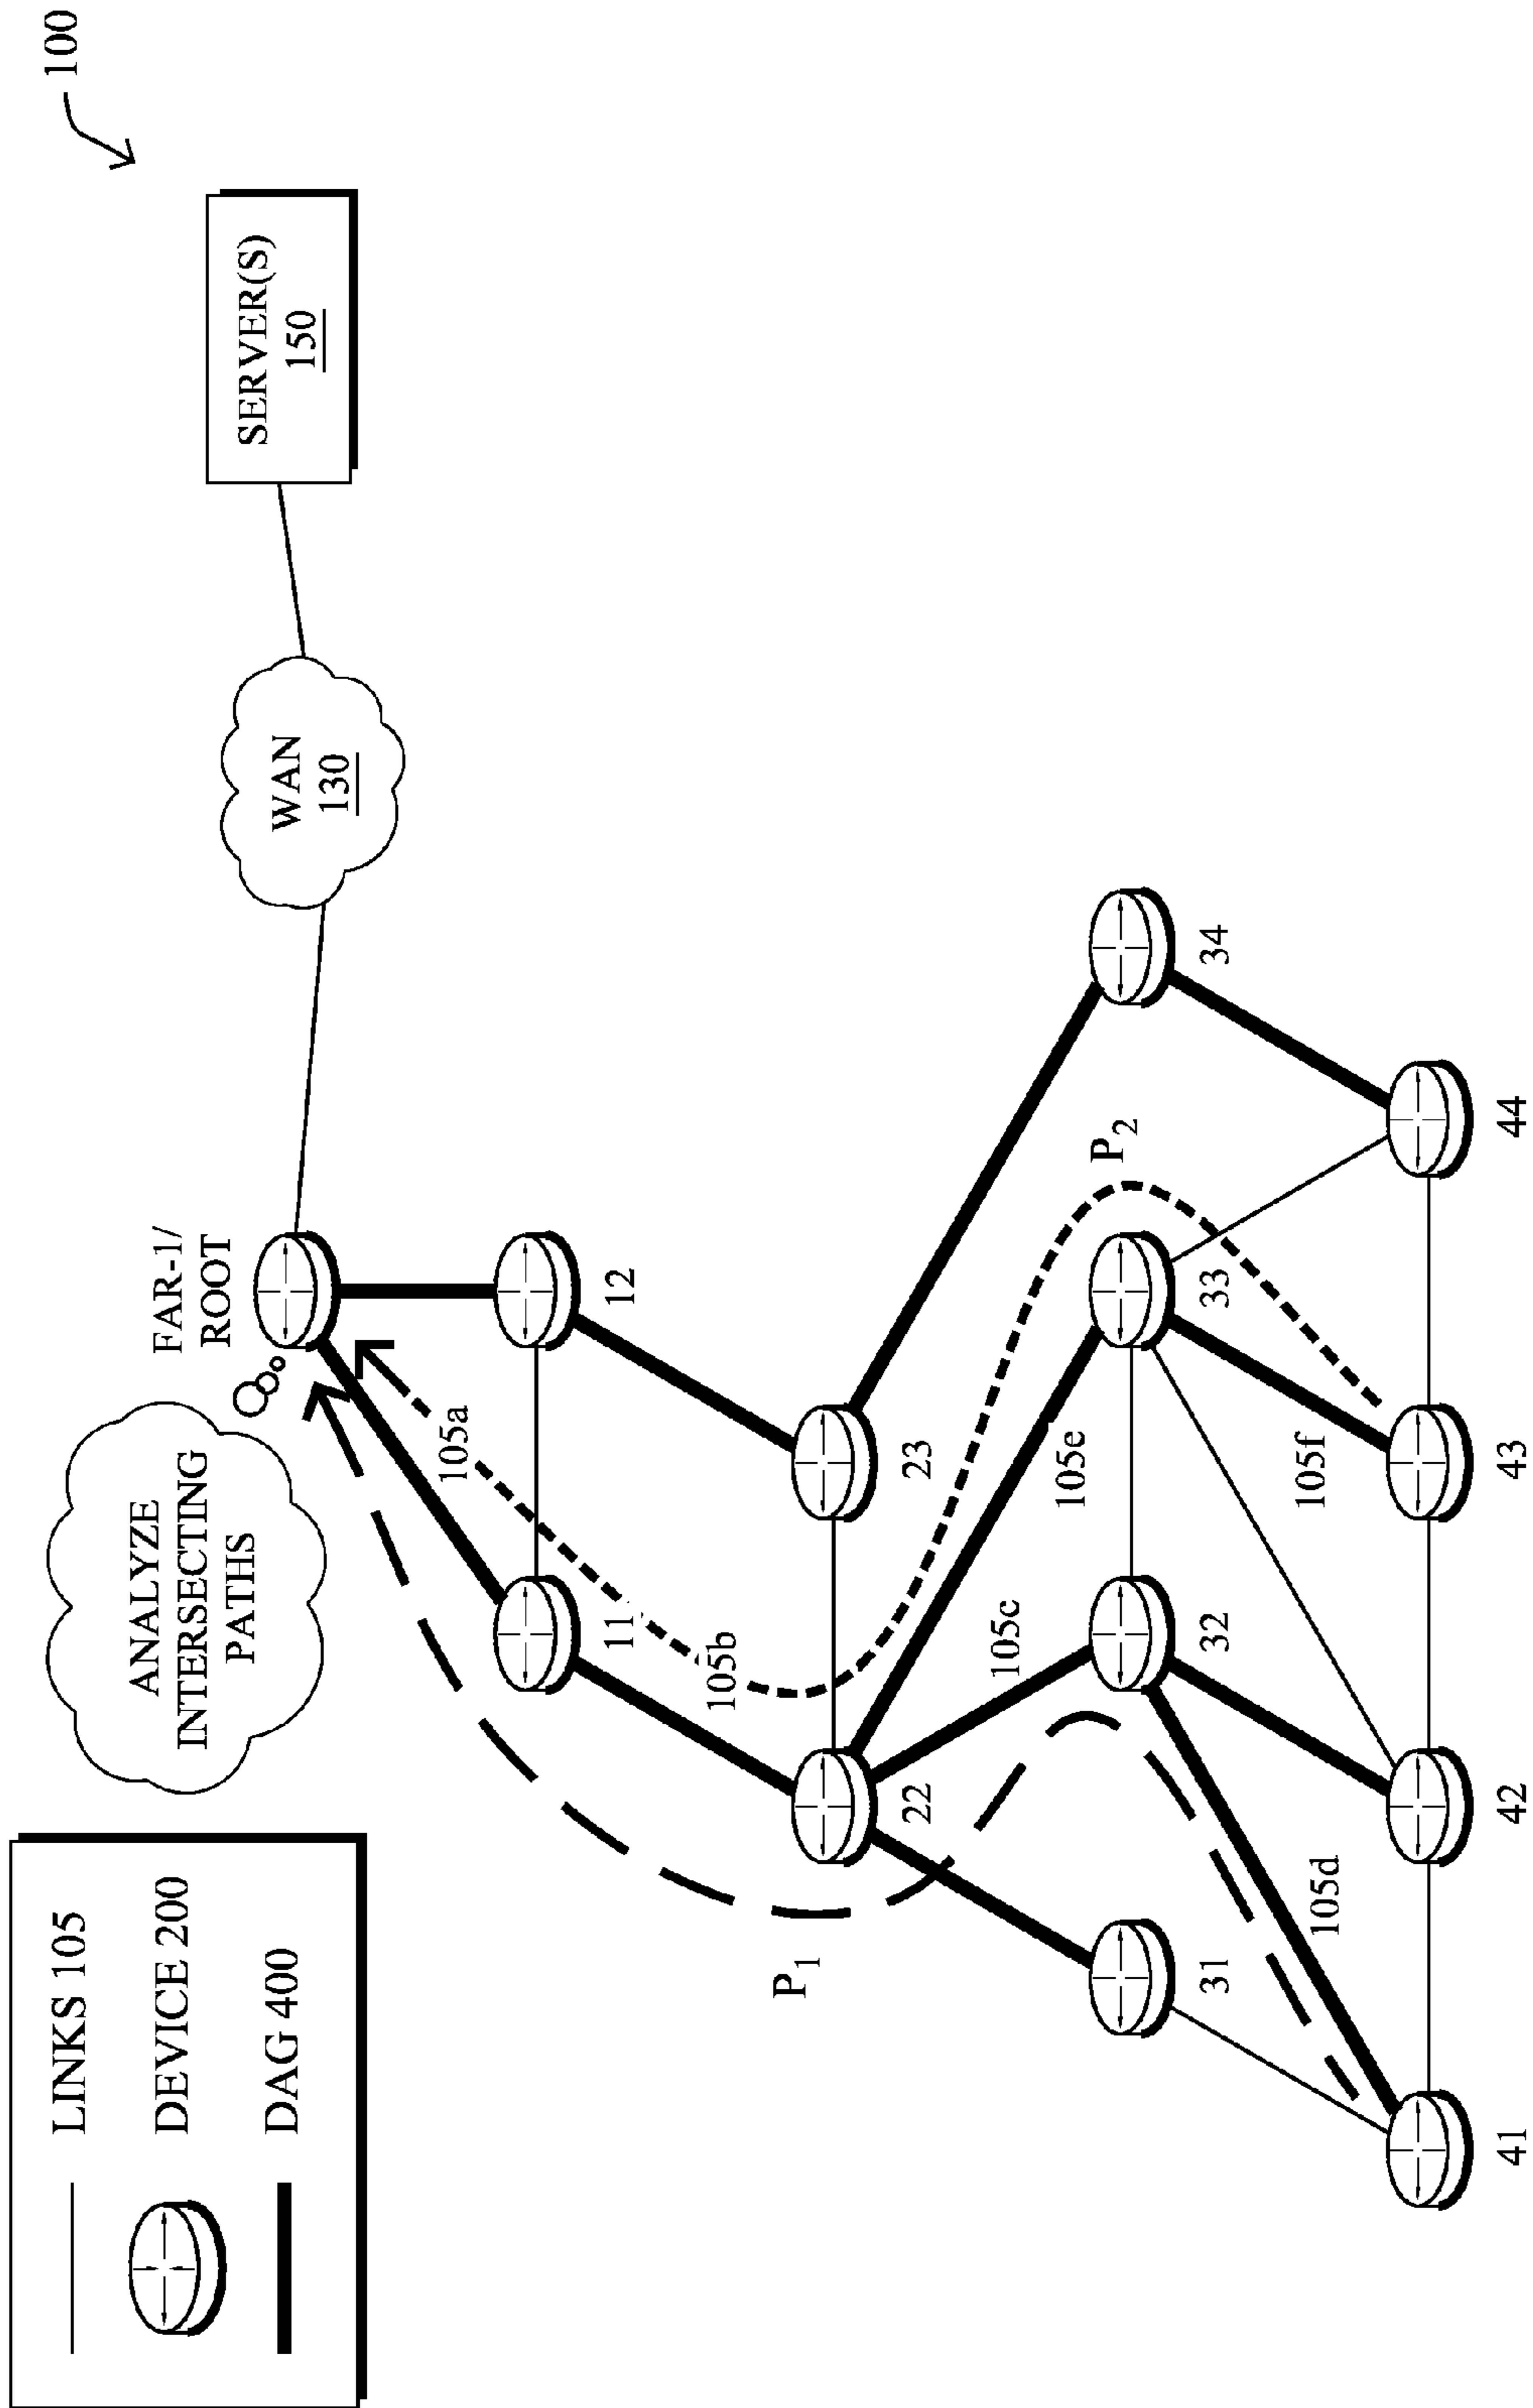 100
LINKS 105
DEVICE 200
DAG 400
ANALYZE
INTERSECTING
PATHS
FAR-1/
ROOT
WAN
130
SERVER(S)
150
105a
11
12
105b
P1
22
23
105c
105e
P2
31
32
33
34
105d
105f
41
42
43
44